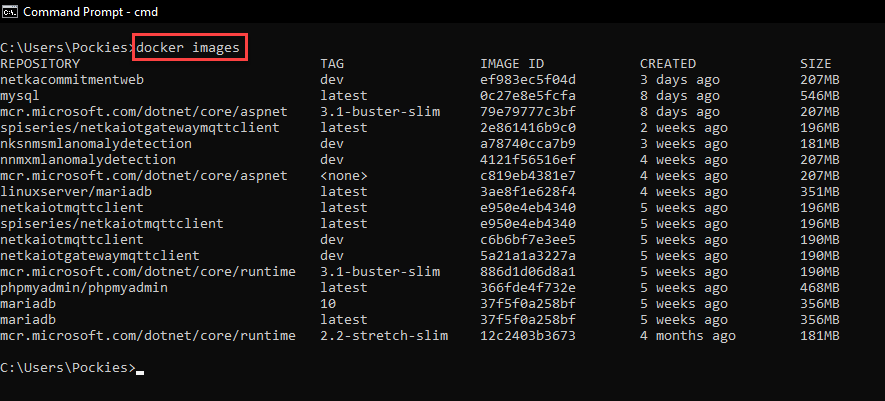 Command Prompt - cmd
C:\Users\Pockies>docker images
REPOSITORY TAG IMAGE ID CREATED SIZE
netkacommitmentweb dev ef983ec5f04d 3 days ago 207MB
mysql latest 0c27e8e5fcfa 8 days ago 546MB
mcr.microsoft.com/dotnet/core/aspnet 3.1-buster-slim 79e79777c3bf 8 days ago 207MB
spiseries/netkaiotgatewaymqttclient latest 2e861416b9c0 2 weeks ago 196MB
nksnmsmlanomalydetection dev a78740cca7b9 3 weeks ago 181MB
nnmxmlanomalydetection dev 4121f56516ef 4 weeks ago 207MB
mcr.microsoft.com/dotnet/core/aspnet <none> c819eb4381e7 4 weeks ago 207MB
linuxserver/mariadb latest 3ae8f1e628f4 4 weeks ago 351MB
netkaiotmqttclient latest e950e4eb4340 5 weeks ago 196MB
spiseries/netkaiotmqttclient latest e950e4eb4340 5 weeks ago 196MB
netkaiotmqttclient dev c6b6bf7e3ee5 5 weeks ago 190MB
netkaiotgatewaymqttclient dev 5a21a1a3227a 5 weeks ago 190MB
mcr.microsoft.com/dotnet/core/runtime 3.1-buster-slim 886d1d06d8a1 5 weeks ago 190MB
phpmyadmin/phpmyadmin latest 366fde4f732e 5 weeks ago 468MB
mariadb 10 37f5f0a258bf 5 weeks ago 356MB
mariadb latest 37f5f0a258bf 5 weeks ago 356MB
mcr.microsoft.com/dotnet/core/runtime 2.2-stretch-slim 12c2403b3673 4 months ago 181MB
C:\Users\Pockies>